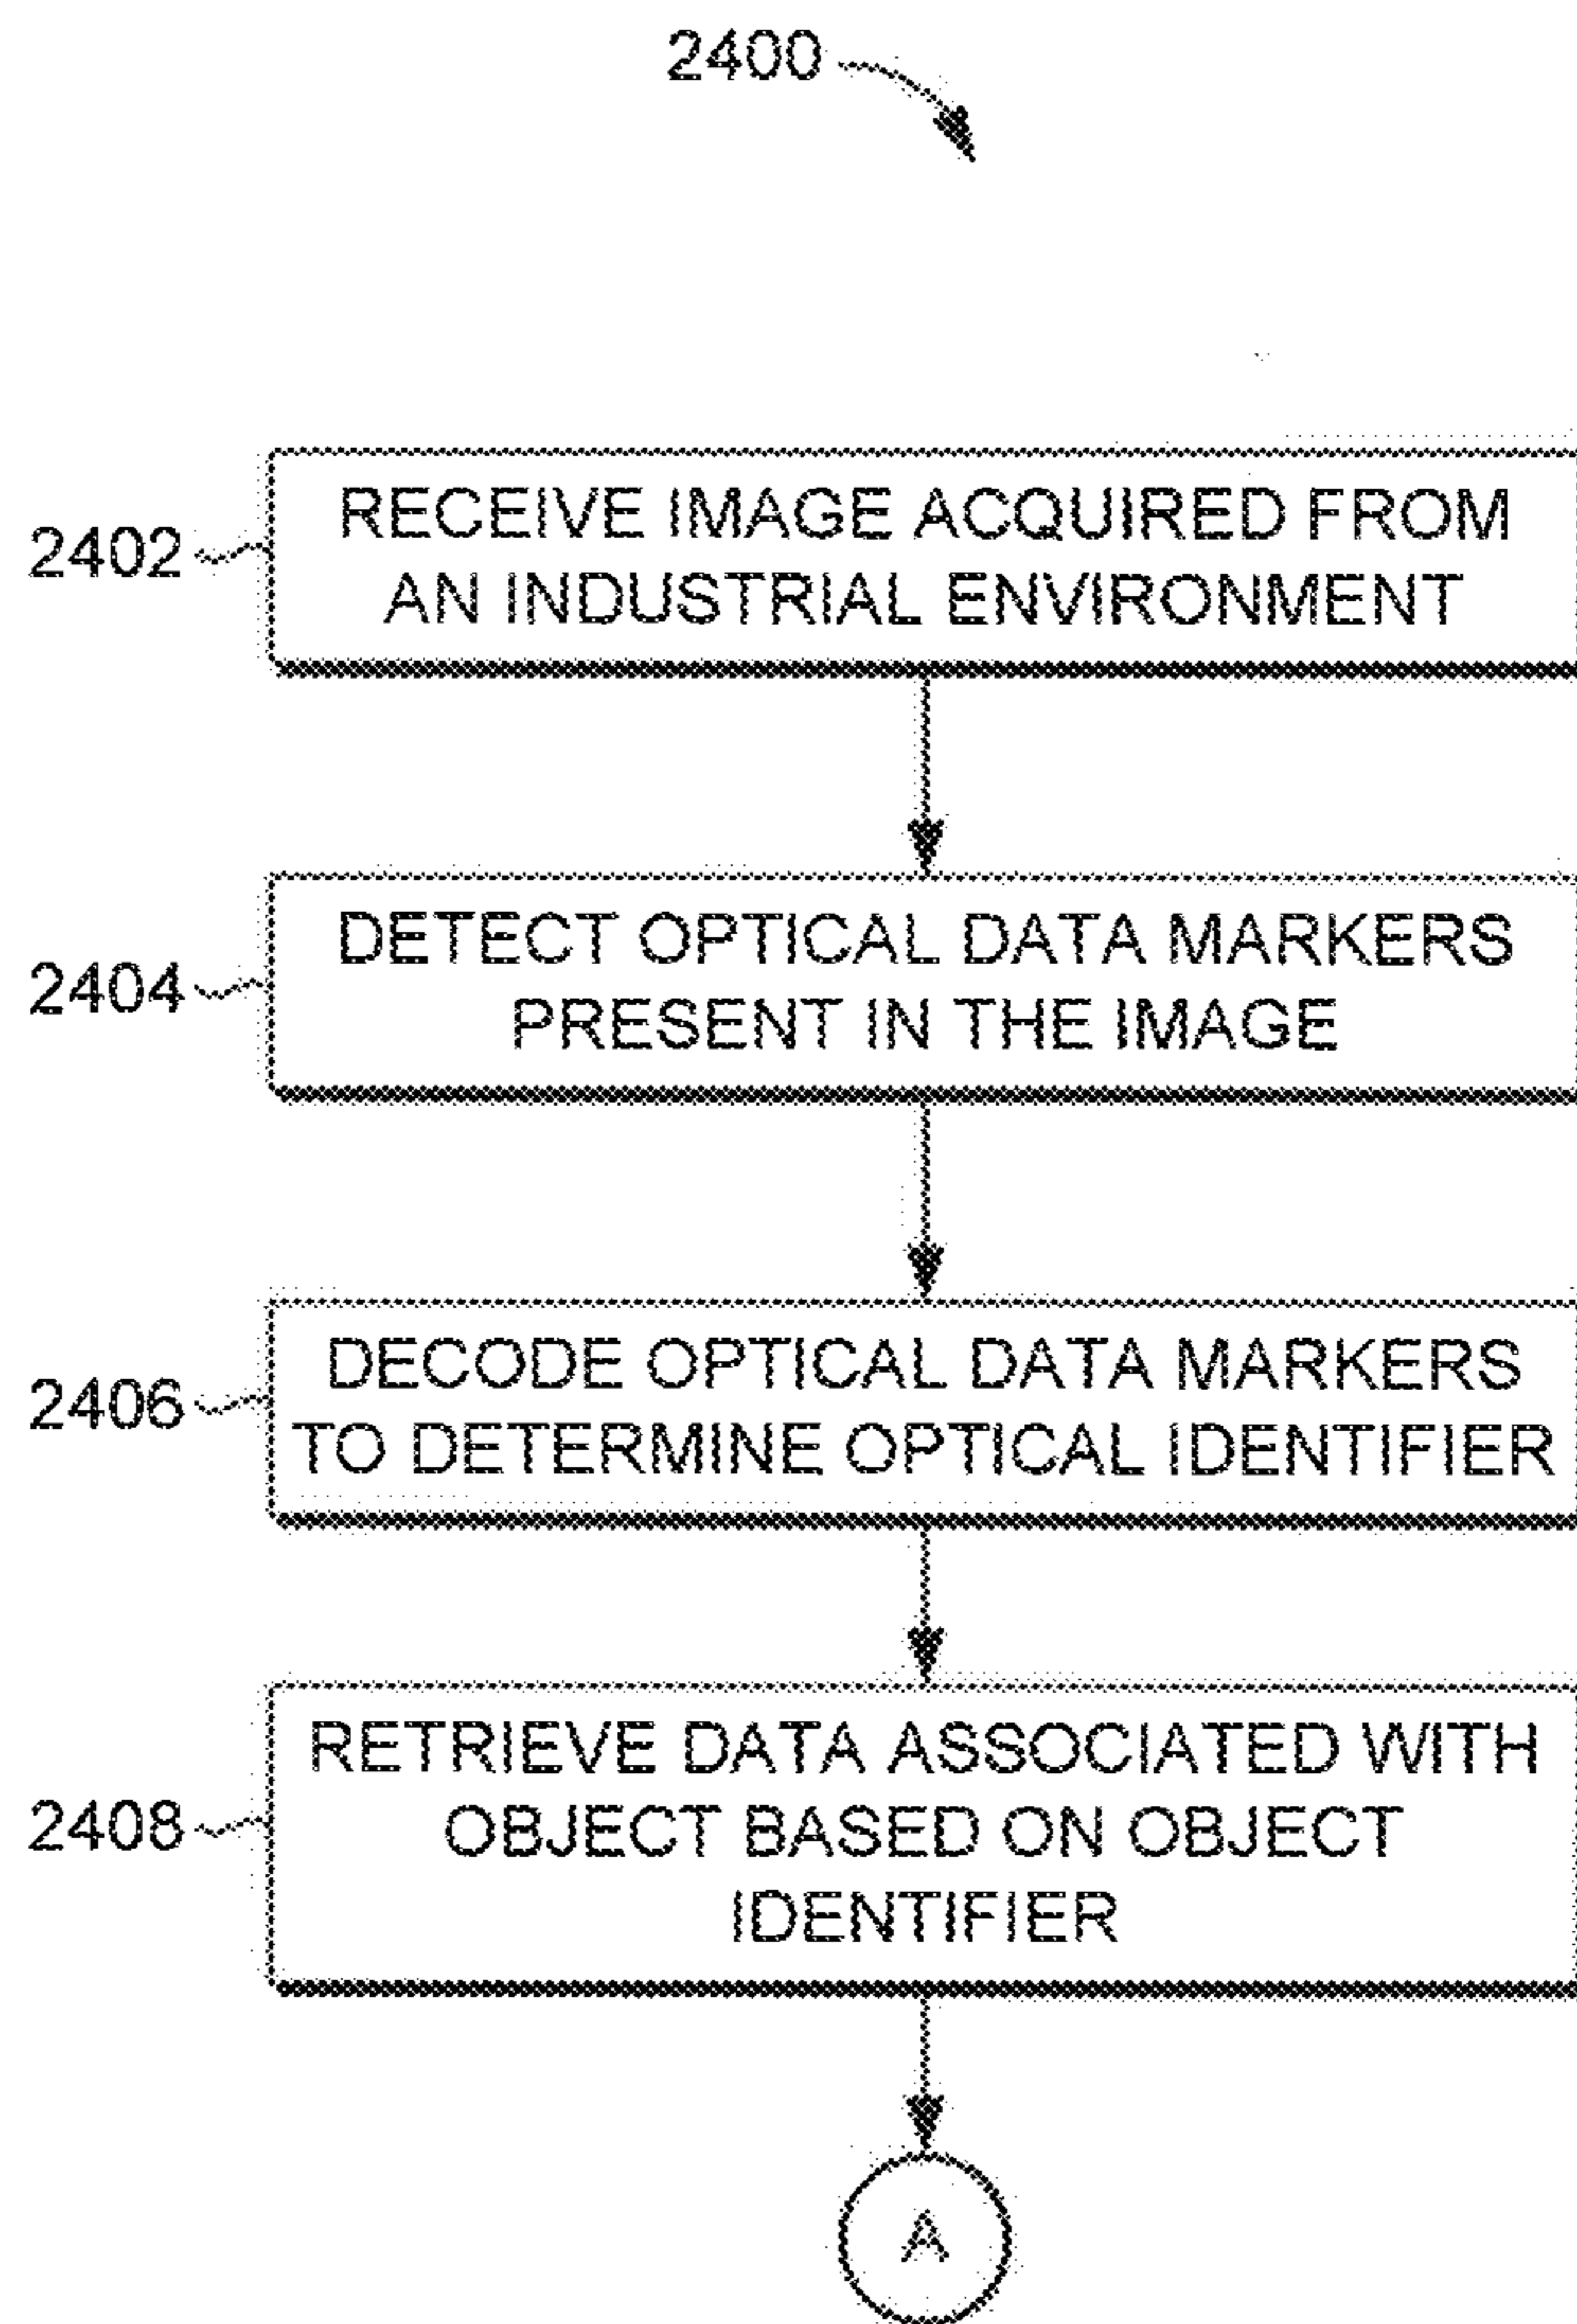 2400
2402
RECEIVE IMAGE ACQUIRED FROM
AN INDUSTRIAL ENVIRONMENT
2404
DETECT OPTICAL DATA MARKERS
PRESENT IN THE IMAGE
2406
DECODE OPTICAL DATA MARKERS
TO DETERMINE OPTICAL IDENTIFIER
2408
RETRIEVE DATA ASSOCIATED WITH
OBJECT BASED ON OBJECT
IDENTIFIER
A